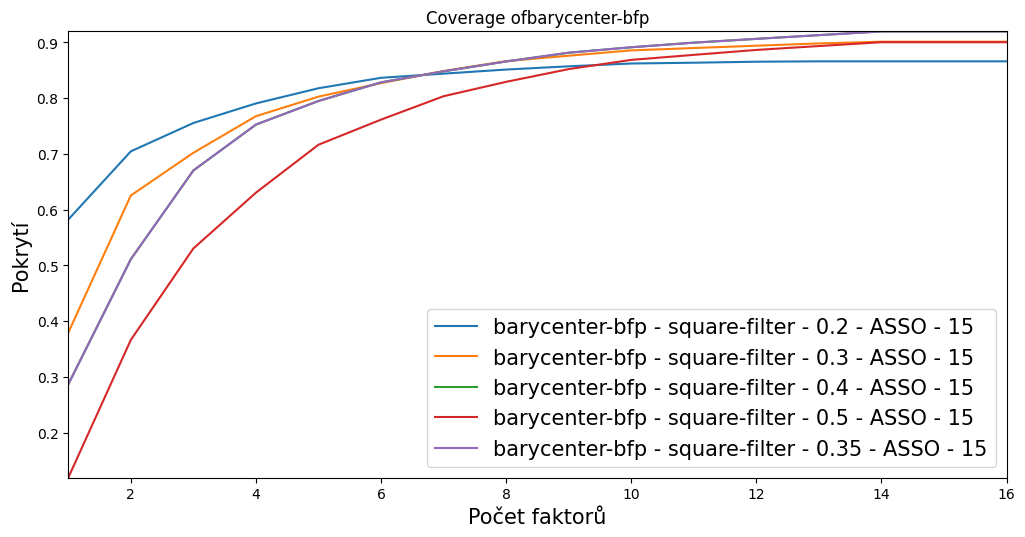 Coverage ofbarycenter-bfp
Pokrytí
0.9
0.8
0.7
0.6
0.5
0.4
0.3
0.2
barycenter-bfp - square-filter - 0.2 - ASSO - 15
barycenter-bfp - square-filter - 0.3 - ASSO - 15
barycenter-bfp - square-filter - 0.4 - ASSO - 15
barycenter-bfp - square-filter - 0.5 - ASSO - 15
barycenter-bfp - square-filter - 0.35 - ASSO - 15
2 4 6 8 10 12 14 16
Počet faktorů